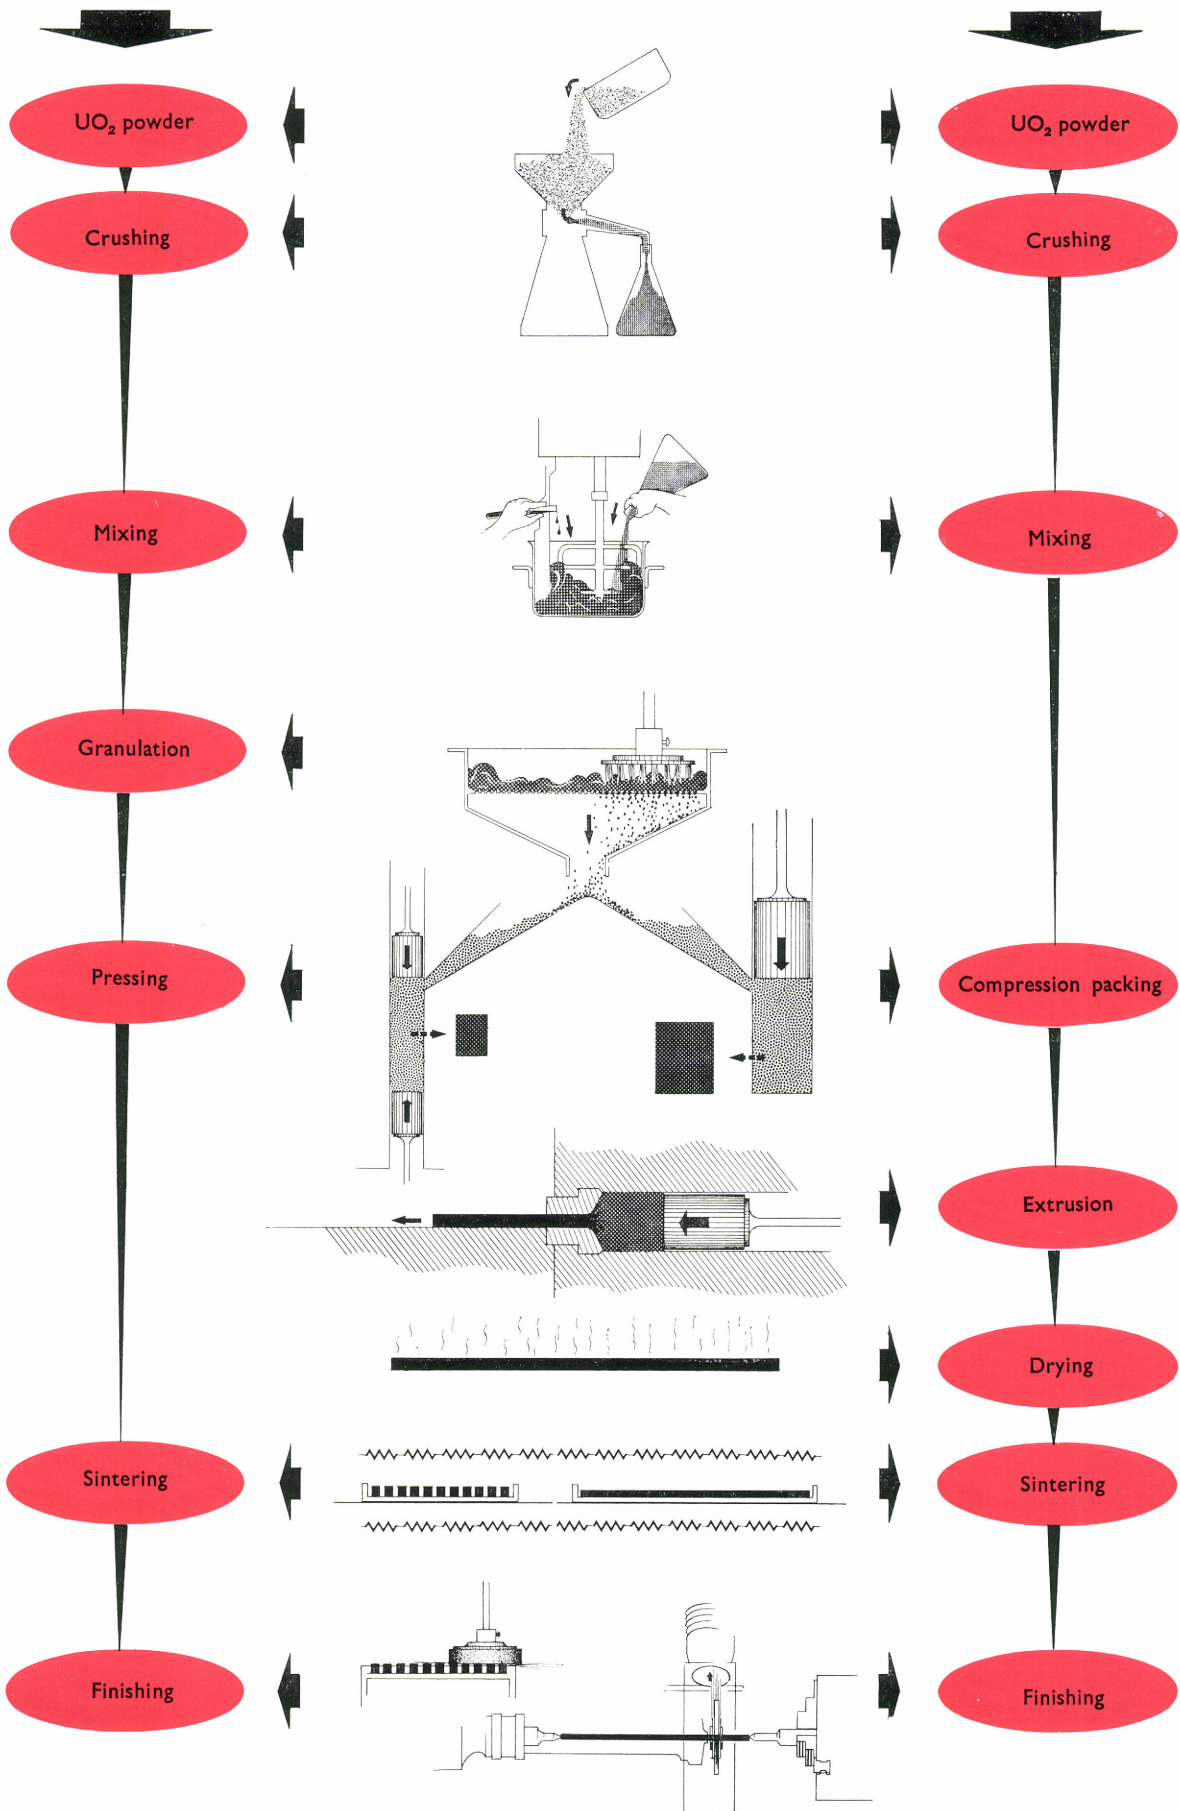 UO₂ powder
Crushing
Mixing
Granulation
Pressing
Sintering
Finishing
UO₂ powder
Crushing
Mixing
Compression packing
Extrusion
Drying
Sintering
Finishing